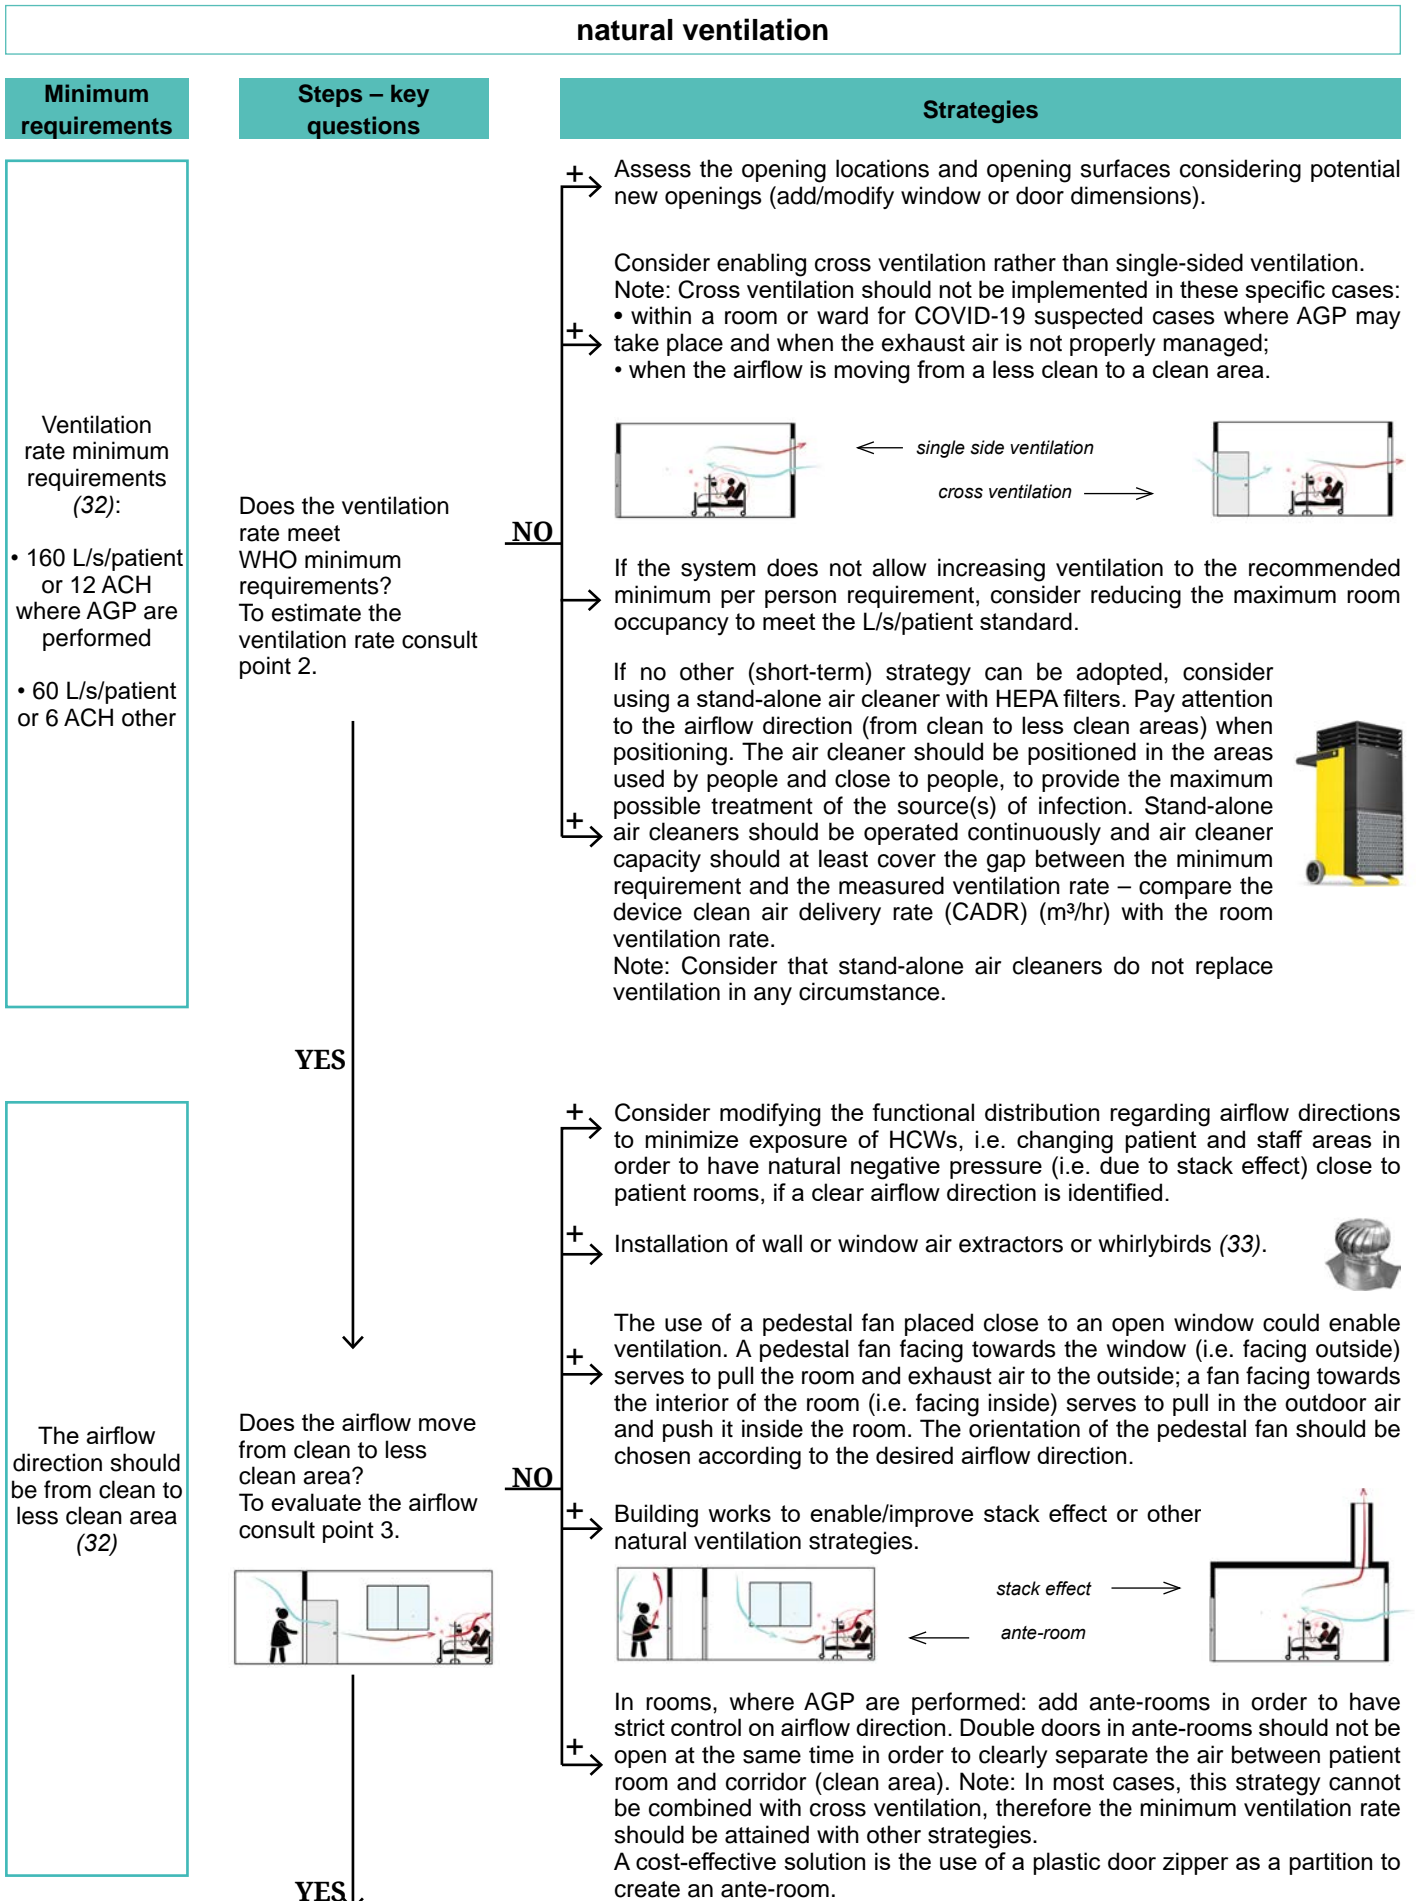 natural ventilation
Minimum
requirements
Steps – key
questions
Strategies
Ventilation
rate minimum
requirements
(32):
• 160 L/s/patient
or 12 ACH
where AGP are
performed
• 60 L/s/patient
or 6 ACH other
Does the ventilation
rate meet
WHO minimum
requirements?
To estimate the
ventilation rate consult
point 2.
NO
+
Assess the opening locations and opening surfaces considering potential
new openings (add/modify window or door dimensions).
+
Consider enabling cross ventilation rather than single-sided ventilation.
Note: Cross ventilation should not be implemented in these specific cases:
• within a room or ward for COVID-19 suspected cases where AGP may
take place and when the exhaust air is not properly managed;
• when the airflow is moving from a less clean to a clean area.
single side ventilation
cross ventilation
If the system does not allow increasing ventilation to the recommended
minimum per person requirement, consider reducing the maximum room
occupancy to meet the L/s/patient standard.
+
If no other (short-term) strategy can be adopted, consider
using a stand-alone air cleaner with HEPA filters. Pay attention
to the airflow direction (from clean to less clean areas) when
positioning. The air cleaner should be positioned in the areas
used by people and close to people, to provide the maximum
possible treatment of the source(s) of infection. Stand-alone
air cleaners should be operated continuously and air cleaner
capacity should at least cover the gap between the minimum
requirement and the measured ventilation rate – compare the
device clean air delivery rate (CADR) (m³/hr) with the room
ventilation rate.
Note: Consider that stand-alone air cleaners do not replace
ventilation in any circumstance.
YES
The airflow
direction should
be from clean to
less clean area
(32)
Does the airflow move
from clean to less
clean area?
To evaluate the airflow
consult point 3.
NO
+
Consider modifying the functional distribution regarding airflow directions
to minimize exposure of HCWs, i.e. changing patient and staff areas in
order to have natural negative pressure (i.e. due to stack effect) close to
patient rooms, if a clear airflow direction is identified.
+
Installation of wall or window air extractors or whirlybirds (33).
+
The use of a pedestal fan placed close to an open window could enable
ventilation. A pedestal fan facing towards the window (i.e. facing outside)
serves to pull the room and exhaust air to the outside; a fan facing towards
the interior of the room (i.e. facing inside) serves to pull in the outdoor air
and push it inside the room. The orientation of the pedestal fan should be
chosen according to the desired airflow direction.
+
Building works to enable/improve stack effect or other
natural ventilation strategies.
stack effect
ante-room
+
In rooms, where AGP are performed: add ante-rooms in order to have
strict control on airflow direction. Double doors in ante-rooms should not be
open at the same time in order to clearly separate the air between patient
room and corridor (clean area). Note: In most cases, this strategy cannot
be combined with cross ventilation, therefore the minimum ventilation rate
should be attained with other strategies.
A cost-effective solution is the use of a plastic door zipper as a partition to
create an ante-room.
YES